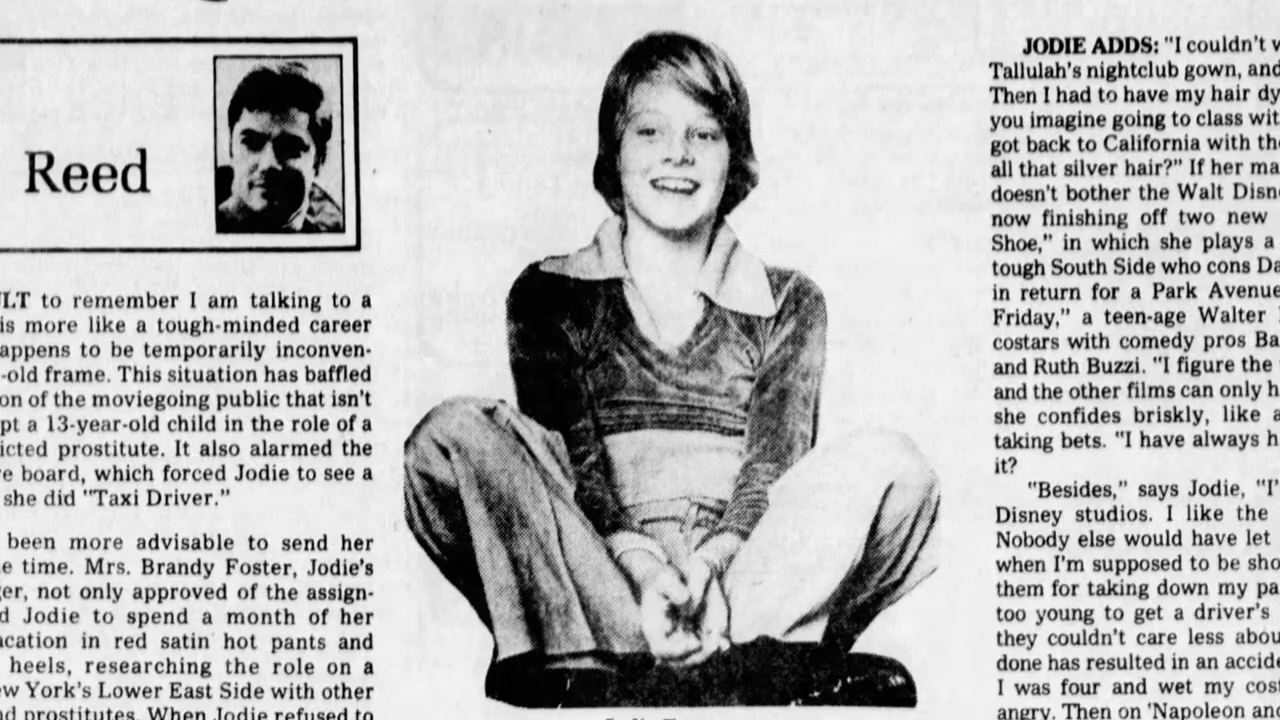 Reed
ULT to remember I am talking to a
is more like a tough-minded career
appens to be temporarily inconven-
-old frame. This situation has baffled
on of the moviegoing public that isn't
pt a 13-year-old child in the role of a
icted prostitute. It also alarmed the
e board, which forced Jodie to see a
she did "Taxi Driver."
been more advisable to send her
e time. Mrs. Brandy Foster, Jodie's
ger, not only approved of the assign-
d Jodie to spend a month of her
acation in red satin hot pants and
heels, researching the role on a
ew York's Lower East Side with other
nd prostitutes. When Jodie refused to
JODIE ADDS: "I couldn't w
Tallulah's nightclub gown, and
Then I had to have my hair dy
you imagine going to class wit
got back to California with the
all that silver hair?" If her ma
doesn't bother the Walt Disn
now finishing off two new
Shoe," in which she plays a
tough South Side who cons Da
in return for a Park Avenue
Friday," a teen-age Walter
costars with comedy pros Ba
and Ruth Buzzi. "I figure the
and the other films can only h
she confides briskly, like a
taking bets. "I have always h
it?
"Besides," says Jodie, "I'
Disney studios. I like the
Nobody else would have let
when I'm supposed to be sho
them for taking down my pa
too young to get a driver's
they couldn't care less abou
done has resulted in an accide
I was four and wet my cost
angry. Then on 'Napoleon and